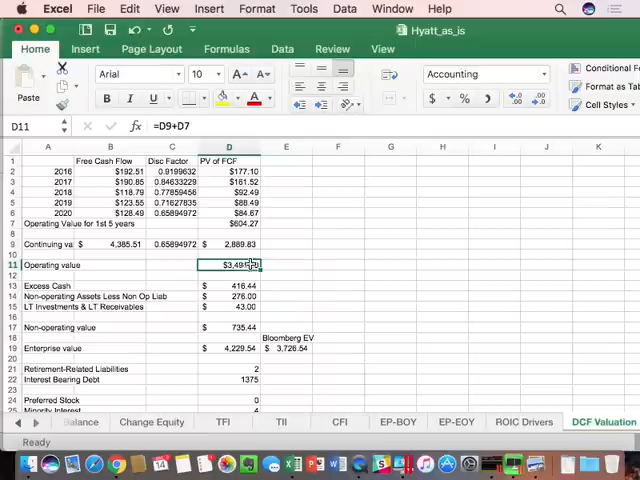 Excel File Edit View Insert Format Tools Data Window Help
Hyatt_as_is
Home Insert Page Layout Formulas Data Review View
Paste Arial 10 Accounting Conditional Form
Format as Tab
B I U A $ % Cell Styles
D11 fx =D9+D7
A B C D E F G H I J K
1 Free Cash Flow Disc Factor PV of FCF
2 2016 $192.51 0.9199632 $177.10
3 2017 $190.85 0.84633229 $161.52
4 2018 $118.79 0.77859456 $92.49
5 2019 $123.55 0.71627835 $88.49
6 2020 $128.49 0.65894972 $84.67
7 Operating Value for 1st 5 years $604.27
8
9 Continuing va $ 4,385.51 0.65894972 $ 2,889.83
10
11 Operating value
12
13 Excess Cash $ 416.44
14 Non-operating Assets Less Non Op Liab $ 276.00
15 LT Investments & LT Receivables $ 43.00
16
17 Non-operating value $ 735.44
18 Bloomberg EV
19 Enterprise value $ 4,229.54 $ 3,726.54
20
21 Retirement-Related Liabilities 2
22 Interest Bearing Debt 1375
23
24 Preferred Stock 0
25 Minority Interest 4
Balance Change Equity TFI TII CFI EP-BOY EP-EOY ROIC Drivers DCF Valuation
Ready